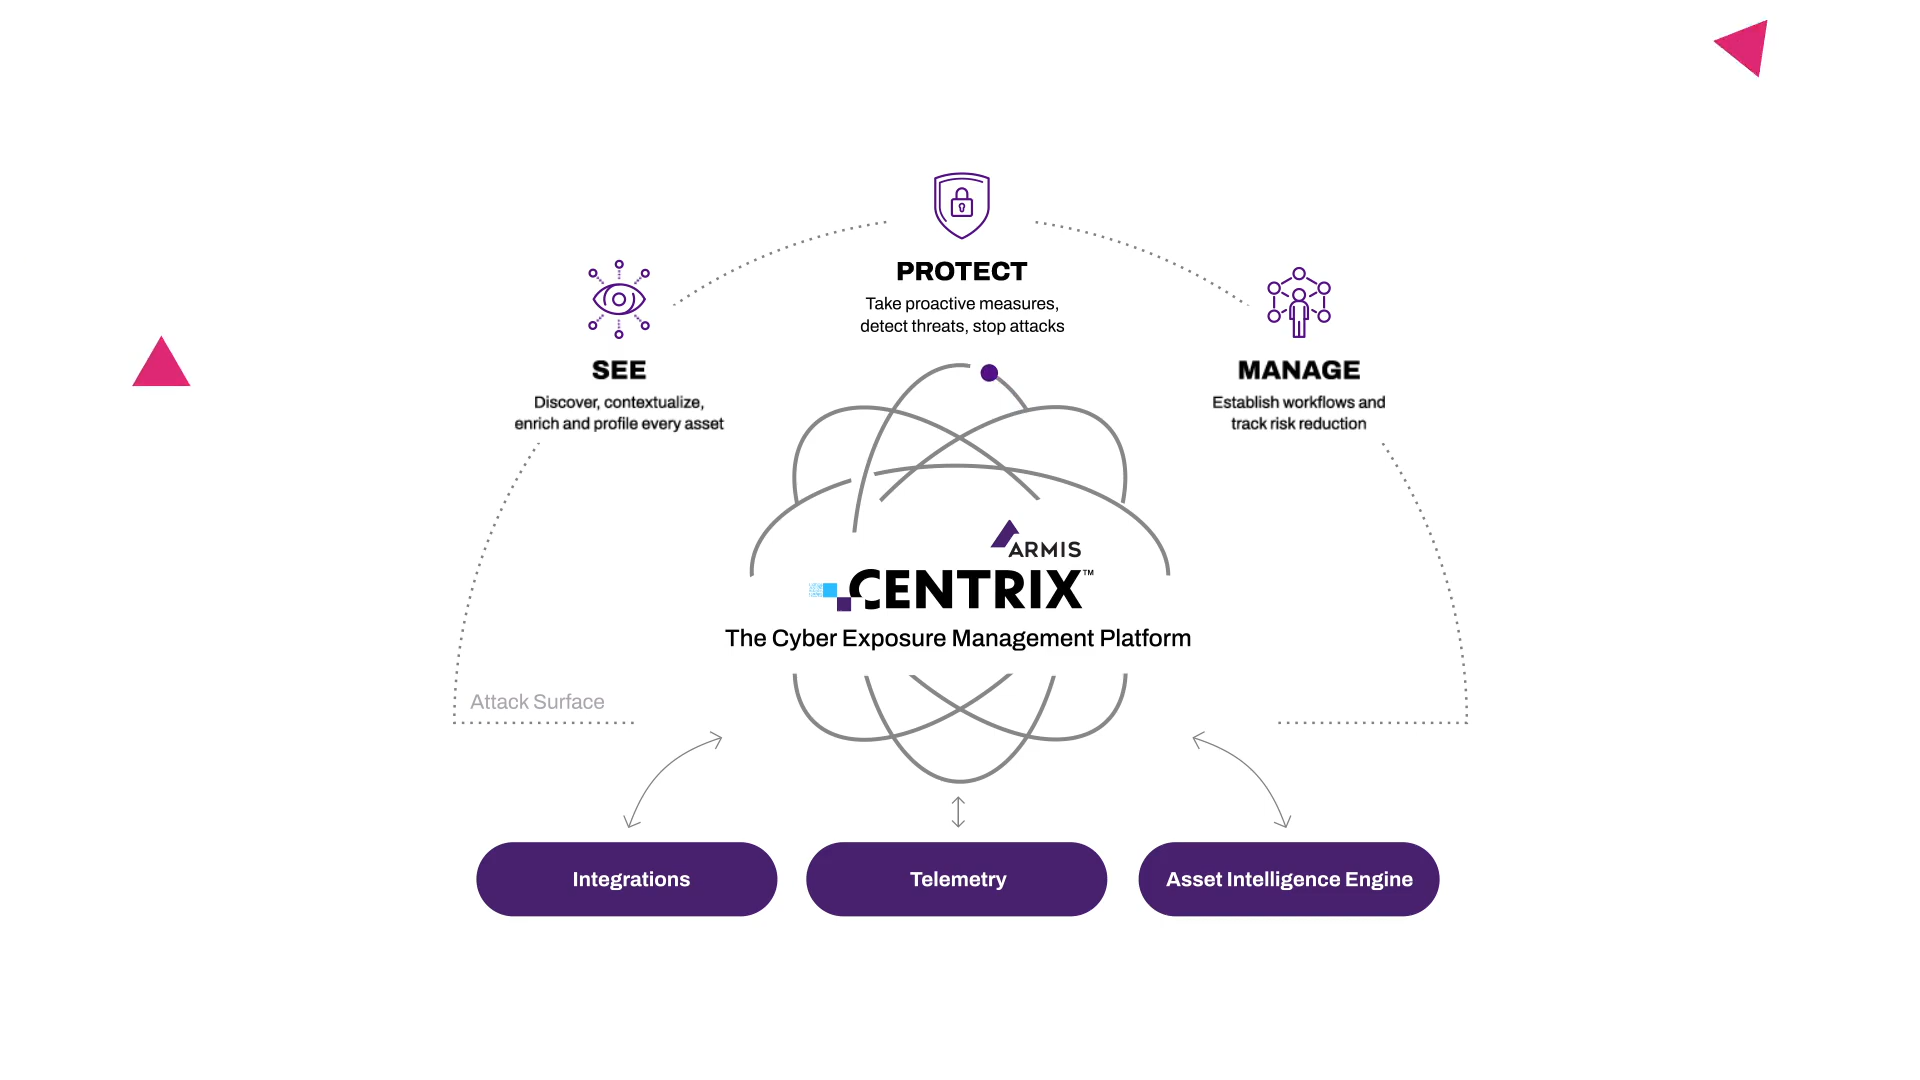 PROTECT
Take proactive measures,
detect threats, stop attacks
SEE
Discover, contextualize,
enrich and profile every asset
MANAGE
Establish workflows and
track risk reduction
ARMIS
CENTRIX™
The Cyber Exposure Management Platform
Attack Surface
Integrations
Telemetry
Asset Intelligence Engine